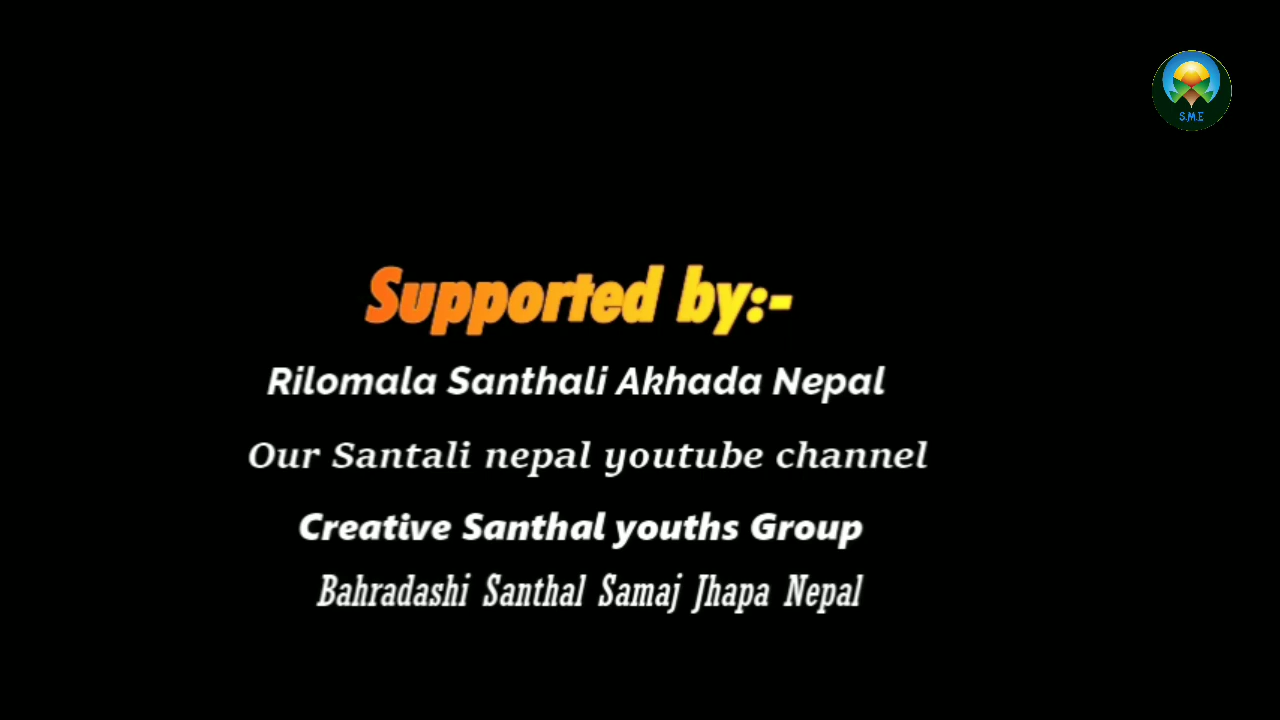 S.M.E
Supported by:-
Rilomala Santhali Akhada Nepal
Our Santali nepal youtube channel
Creative Santhal youths Group
Bahradashi Santhal Samaj Jhapa Nepal